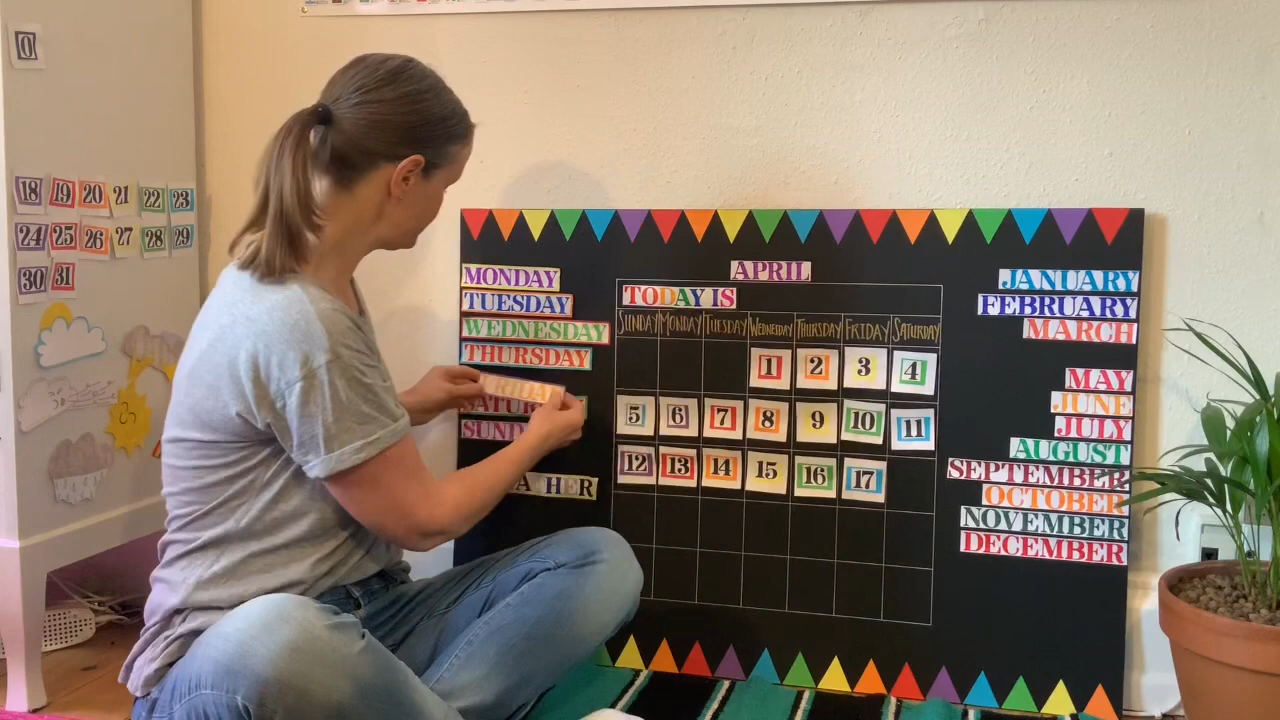 0
18 19 20 21 22 23
24 25 26 27 28 29
30 31
MONDAY
TUESDAY
WEDNESDAY
THURSDAY
FRIDAY
APRIL
TODAY IS
SUNDAY MONDAY TUESDAY WEDNESDAY THURSDAY FRIDAY SATURDAY
1 2 3 4
5 6 7 8 9 10 11
12 13 14 15 16 17
JANUARY
FEBRUARY
MARCH
MAY
JUNE
JULY
AUGUST
SEPTEMBER
OCTOBER
NOVEMBER
DECEMBER